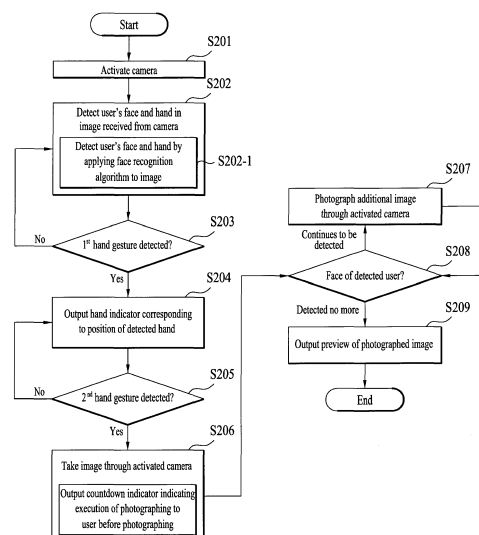 Start
S201
Activate camera
S202
Detect user's face and hand in
image received from camera
Detect user's face and hand by
applying face recognition
algorithm to image
S202-1
S203
1st hand gesture detected?
No
Yes
S204
Output hand indicator corresponding
to position of detected hand
S205
2nd hand gesture detected?
No
Yes
S206
Take image through activated camera
Output countdown indicator indicating
execution of photographing to
user before photographing
S207
Photograph additional image
through activated camera
Continues to be
detected
S208
Face of detected user?
Detected no more
S209
Output preview of photographed image
End